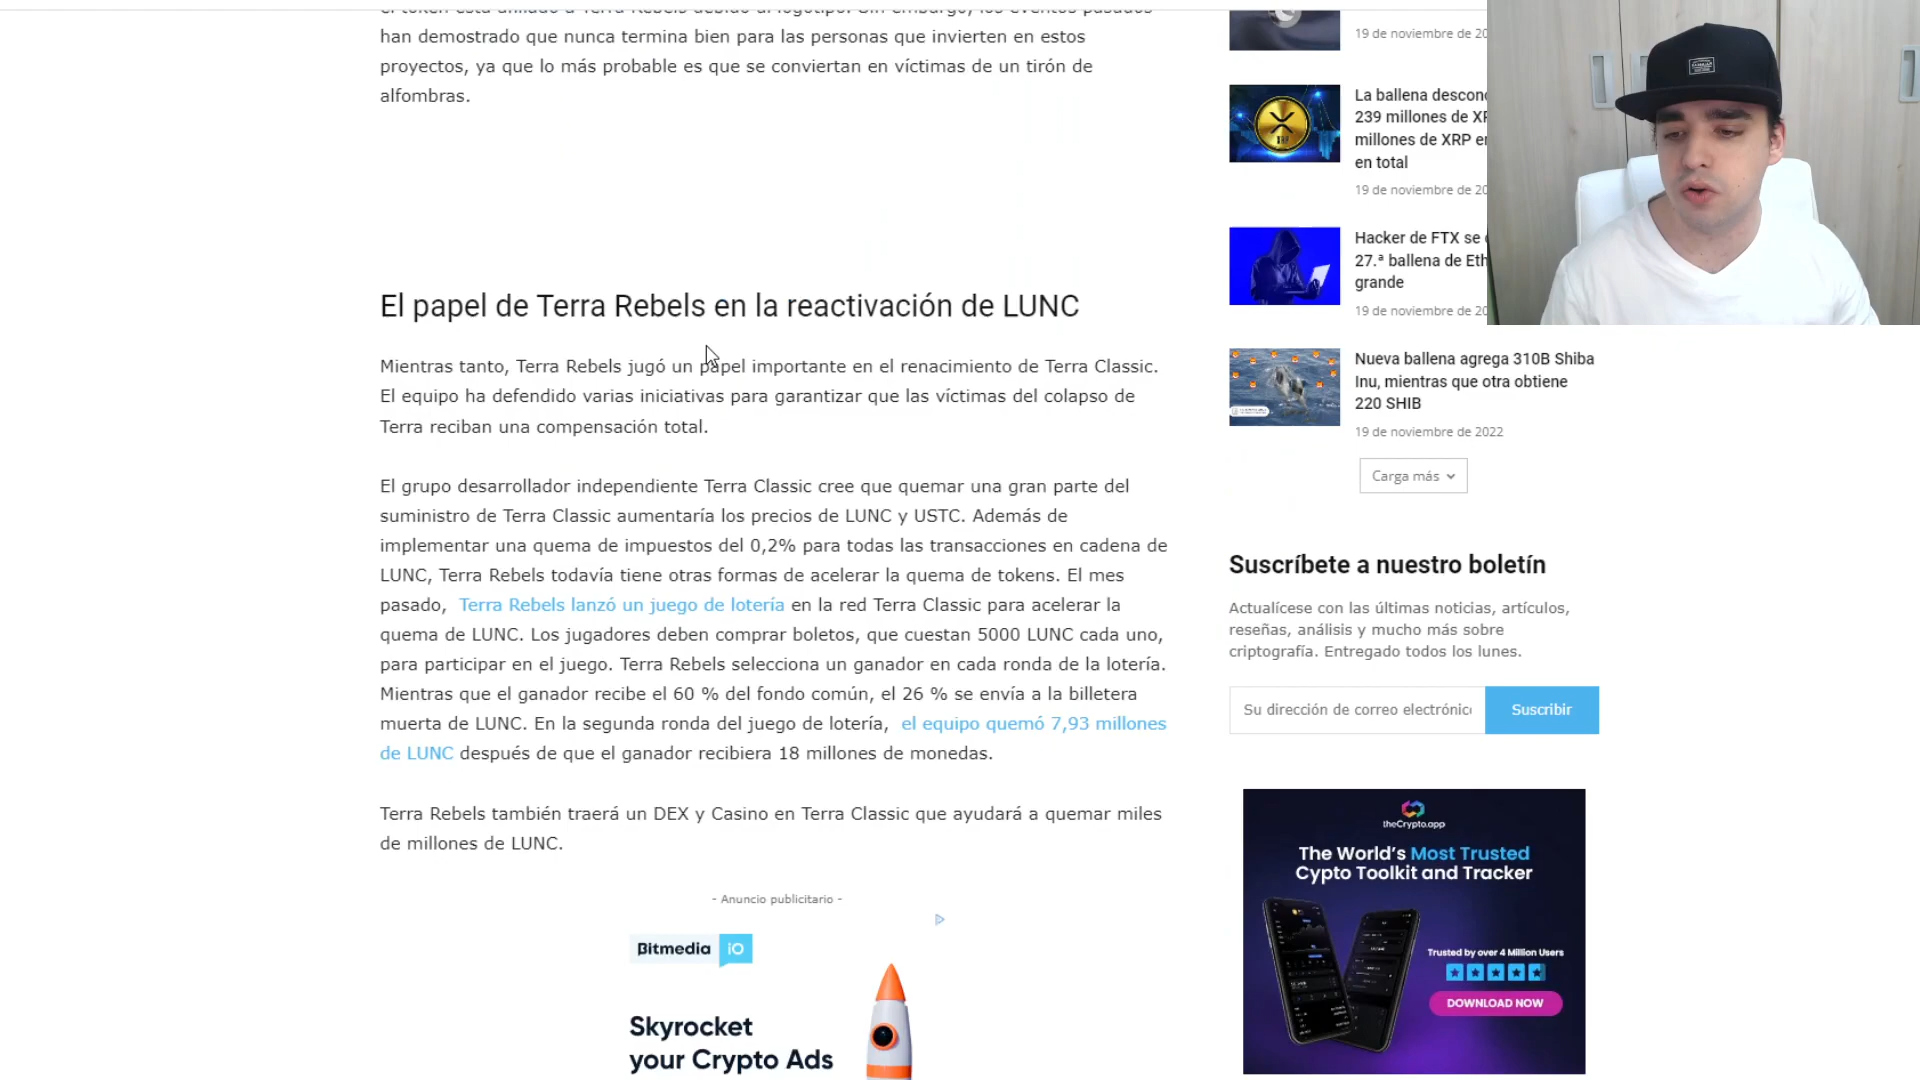 el token está afiliado a Terra Rebels debido al logotipo. Sin embargo, los eventos pasados
han demostrado que nunca termina bien para las personas que invierten en estos
proyectos, ya que lo más probable es que se conviertan en víctimas de un tirón de
alfombras.
El papel de Terra Rebels en la reactivación de LUNC
Mientras tanto, Terra Rebels jugó un papel importante en el renacimiento de Terra Classic.
El equipo ha defendido varias iniciativas para garantizar que las víctimas del colapso de
Terra reciban una compensación total.
El grupo desarrollador independiente Terra Classic cree que quemar una gran parte del
suministro de Terra Classic aumentaría los precios de LUNC y USTC. Además de
implementar una quema de impuestos del 0,2% para todas las transacciones en cadena de
LUNC, Terra Rebels todavía tiene otras formas de acelerar la quema de tokens. El mes
pasado, Terra Rebels lanzó un juego de lotería en la red Terra Classic para acelerar la
quema de LUNC. Los jugadores deben comprar boletos, que cuestan 5000 LUNC cada uno,
para participar en el juego. Terra Rebels selecciona un ganador en cada ronda de la lotería.
Mientras que el ganador recibe el 60 % del fondo común, el 26 % se envía a la billetera
muerta de LUNC. En la segunda ronda del juego de lotería, el equipo quemó 7,93 millones
de LUNC después de que el ganador recibiera 18 millones de monedas.
Terra Rebels también traerá un DEX y Casino en Terra Classic que ayudará a quemar miles
de millones de LUNC.
- Anuncio publicitario -
Bitmedia iO
Skyrocket
your Crypto Ads
19 de noviembre de 20
La ballena descono
239 millones de XR
millones de XRP en
en total
19 de noviembre de 20
Hacker de FTX se
27.ª ballena de Eth
grande
19 de noviembre de 20
Nueva ballena agrega 310B Shiba
Inu, mientras que otra obtiene
220 SHIB
19 de noviembre de 2022
Carga más
Suscríbete a nuestro boletín
Actualícese con las últimas noticias, artículos,
reseñas, análisis y mucho más sobre
criptografía. Entregado todos los lunes.
Su dirección de correo electrónic
Suscribir
theCrypto.app
The World's Most Trusted
Cypto Toolkit and Tracker
Trusted by over 4 Million Users
DOWNLOAD NOW